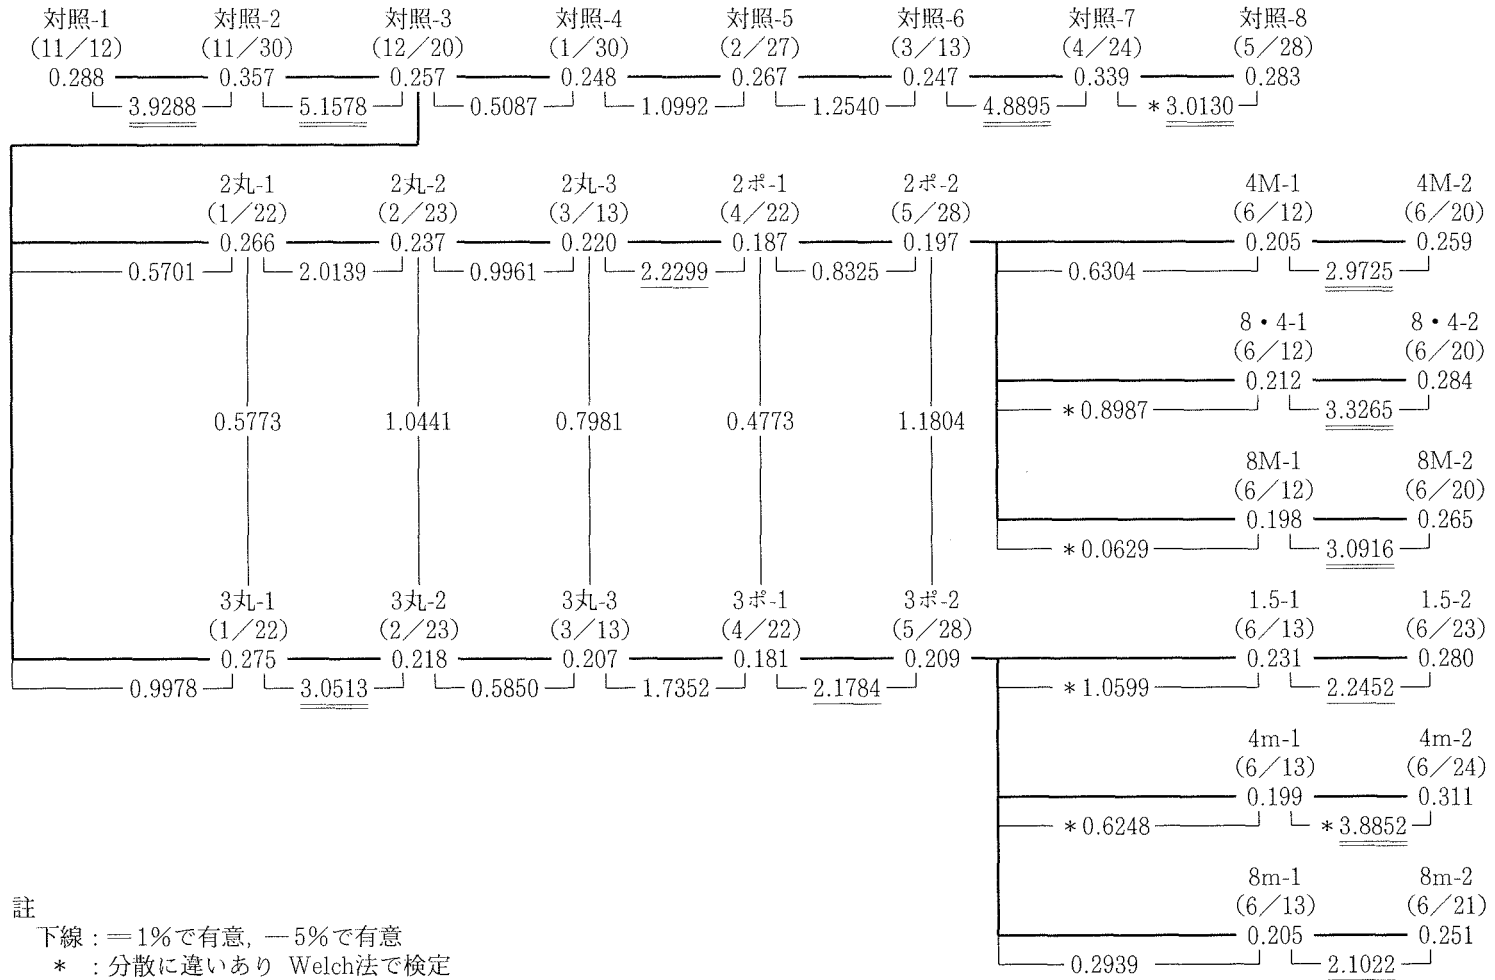 対照-1 対照-2 対照-3 対照-4 対照-5 対照-6 対照-7 対照-8
(11/12) (11/30) (12/20) (1/30) (2/27) (3/13) (4/24) (5/28)
0.288 0.357 0.257 0.248 0.267 0.247 0.339 0.283
3.9288 5.1578 0.5087 1.0992 1.2540 4.8895 *3.0130
2丸-1 2丸-2 2丸-3 2ポ-1 2ポ-2 4M-1 4M-2
(1/22) (2/23) (3/13) (4/22) (5/28) (6/12) (6/20)
0.266 0.237 0.220 0.187 0.197 0.205 0.259
0.5701 2.0139 0.9961 2.2299 0.8325 0.6304 2.9725
8・4-1 8・4-2
(6/12) (6/20)
0.212 0.284
*0.8987 3.3265
0.5773 1.0441 0.7981 0.4773 1.1804
8M-1 8M-2
(6/12) (6/20)
0.198 0.265
*0.0629 3.0916
3丸-1 3丸-2 3丸-3 3ポ-1 3ポ-2 1.5-1 1.5-2
(1/22) (2/23) (3/13) (4/22) (5/28) (6/13) (6/23)
0.275 0.218 0.207 0.181 0.209 0.231 0.280
0.9978 3.0513 0.5850 1.7352 2.1784 *1.0599 2.2452
4m-1 4m-2
(6/13) (6/24)
0.199 0.311
*0.6248 *3.8852
8m-1 8m-2
(6/13) (6/21)
0.205 0.251
0.2939 2.1022
註
下線：＝1%で有意，—5%で有意
*：分散に違いあり Welch法で検定